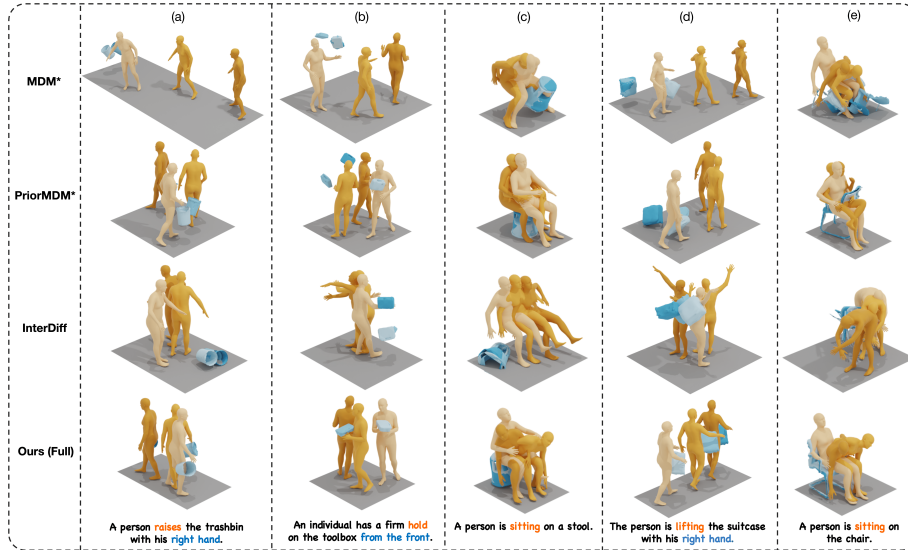 (a) (b) (c) (d) (e)
MDM*
PriorMDM*
InterDiff
Ours (Full)
A person raises the trashbin
with his right hand.
An individual has a firm hold
on the toolbox from the front.
A person is sitting on a stool.
The person is lifting the suitcase
with his right hand.
A person is sitting on
the chair.